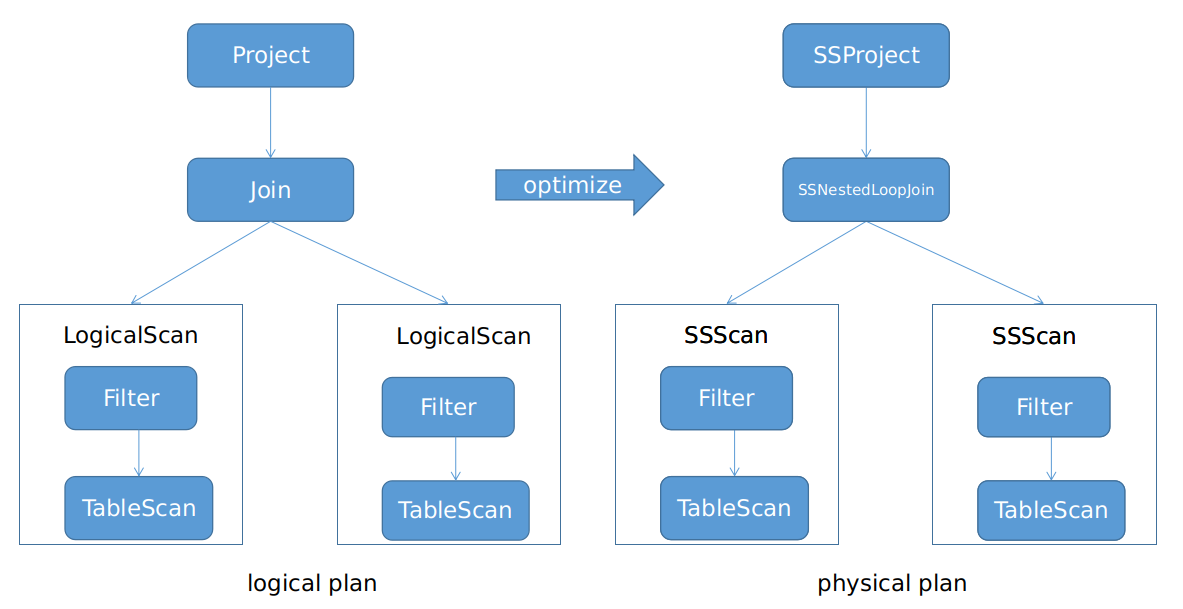 Project
SSProject
Join
optimize
SSNestedLoopJoin
LogicalScan
LogicalScan
SSScan
SSScan
Filter
Filter
Filter
Filter
TableScan
TableScan
TableScan
TableScan
logical plan
physical plan